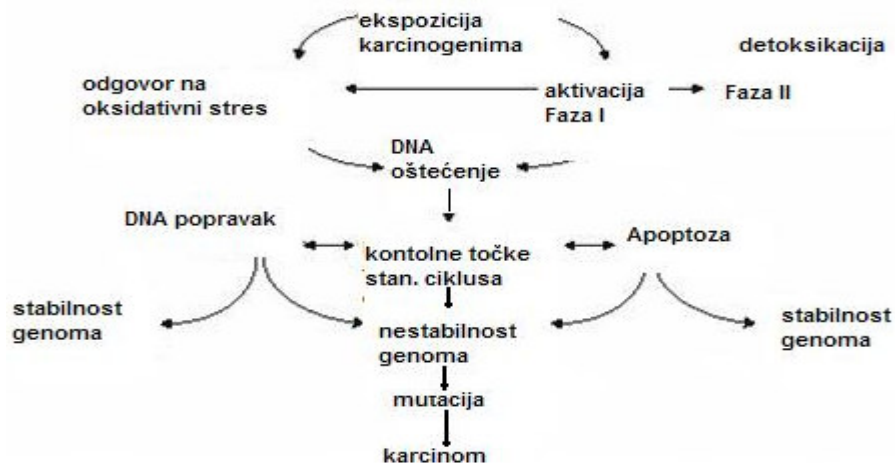 ekspozicija
karcinogenima
detoksikacija
odgovor na
oksidativni stres
aktivacija
Faza I
Faza II
DNA
oštećenje
DNA popravak
kontolne točke
stan. ciklusa
Apoptoza
stabilnost
genoma
nestabilnost
genoma
stabilnost
genoma
mutacija
karcinom